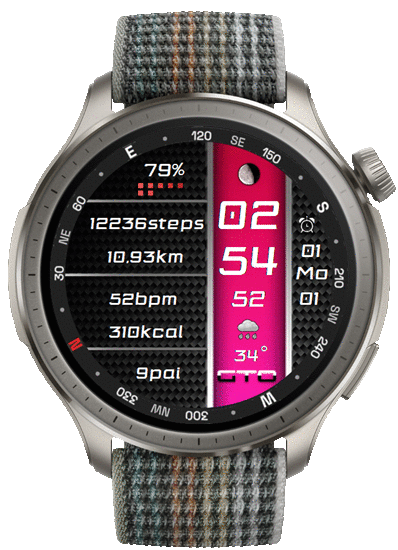 79%
12236steps
10,93km
52bpm
310kcal
9pai
02
54
52
34°
GTO
01
Mo
01
E
120
SE
150
S
210
SW
240
W
300
NW
N
30
NE
60